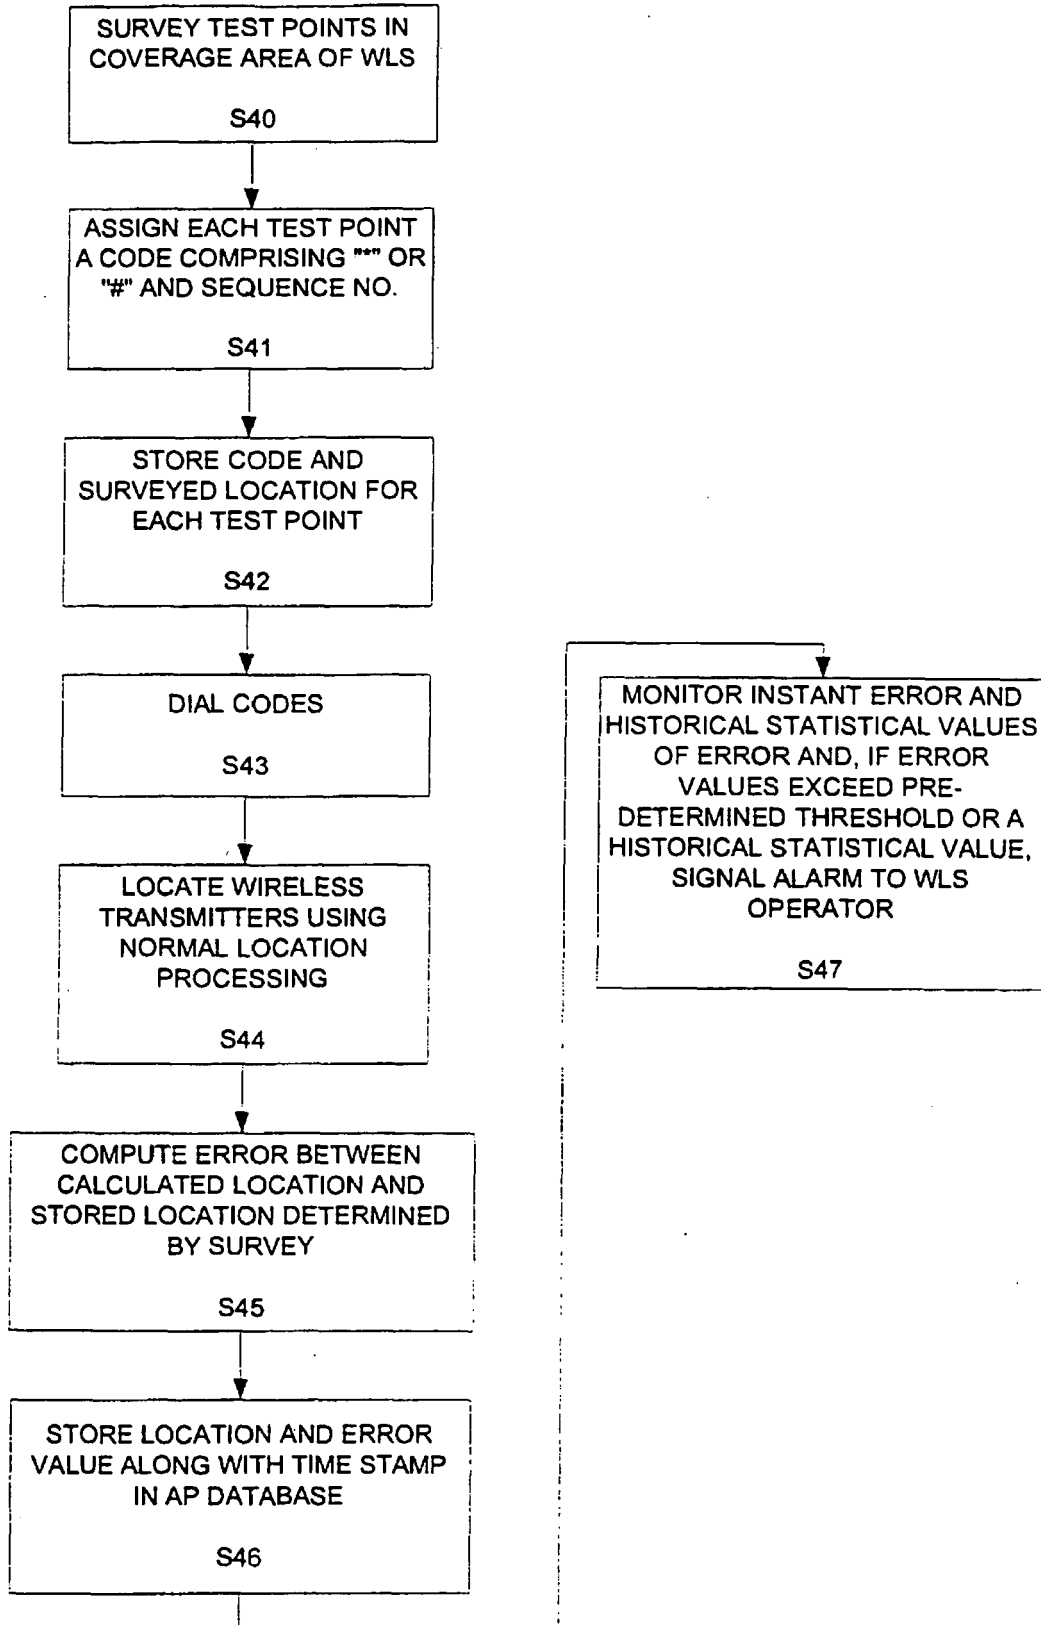 SURVEY TEST POINTS IN
COVERAGE AREA OF WLS
S40
ASSIGN EACH TEST POINT
A CODE COMPRISING "*" OR
"#" AND SEQUENCE NO.
S41
STORE CODE AND
SURVEYED LOCATION FOR
EACH TEST POINT
S42
DIAL CODES
S43
LOCATE WIRELESS
TRANSMITTERS USING
NORMAL LOCATION
PROCESSING
S44
COMPUTE ERROR BETWEEN
CALCULATED LOCATION AND
STORED LOCATION DETERMINED
BY SURVEY
S45
STORE LOCATION AND ERROR
VALUE ALONG WITH TIME STAMP
IN AP DATABASE
S46
MONITOR INSTANT ERROR AND
HISTORICAL STATISTICAL VALUES
OF ERROR AND, IF ERROR
VALUES EXCEED PRE-
DETERMINED THRESHOLD OR A
HISTORICAL STATISTICAL VALUE,
SIGNAL ALARM TO WLS
OPERATOR
S47